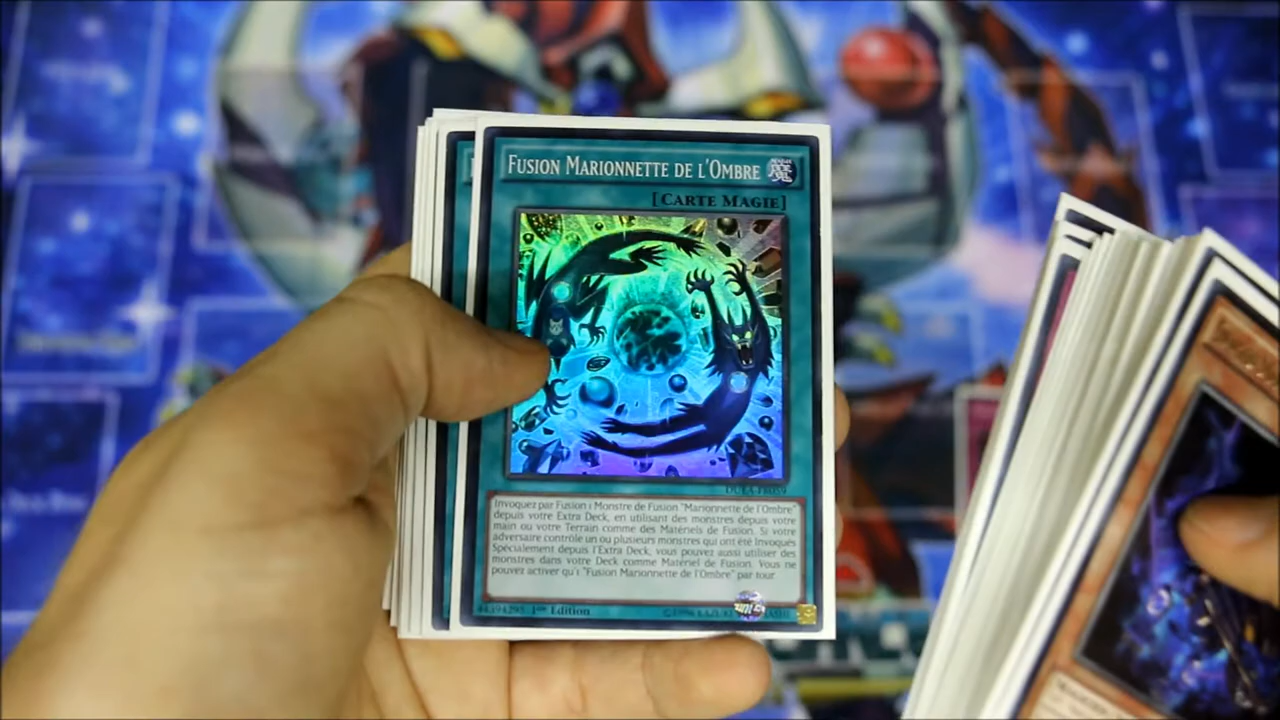 FUSION MARIONNETTE DE L'OMBRE
[CARTE MAGIE]
DUEA-FR059
Invoquez par Fusion 1 Monstre de Fusion "Marionnette de l'Ombre"
depuis votre Extra Deck, en utilisant des monstres depuis votre
main ou votre Terrain comme des Matériels de Fusion. Si votre
adversaire contrôle un ou plusieurs monstres qui ont été Invoqués
Spécialement depuis l'Extra Deck, vous pouvez aussi utiliser des
monstres dans votre Deck comme Matériel de Fusion. Vous ne
pouvez activer qu'1 "Fusion Marionnette de l'Ombre" par tour
44394295 1st Edition